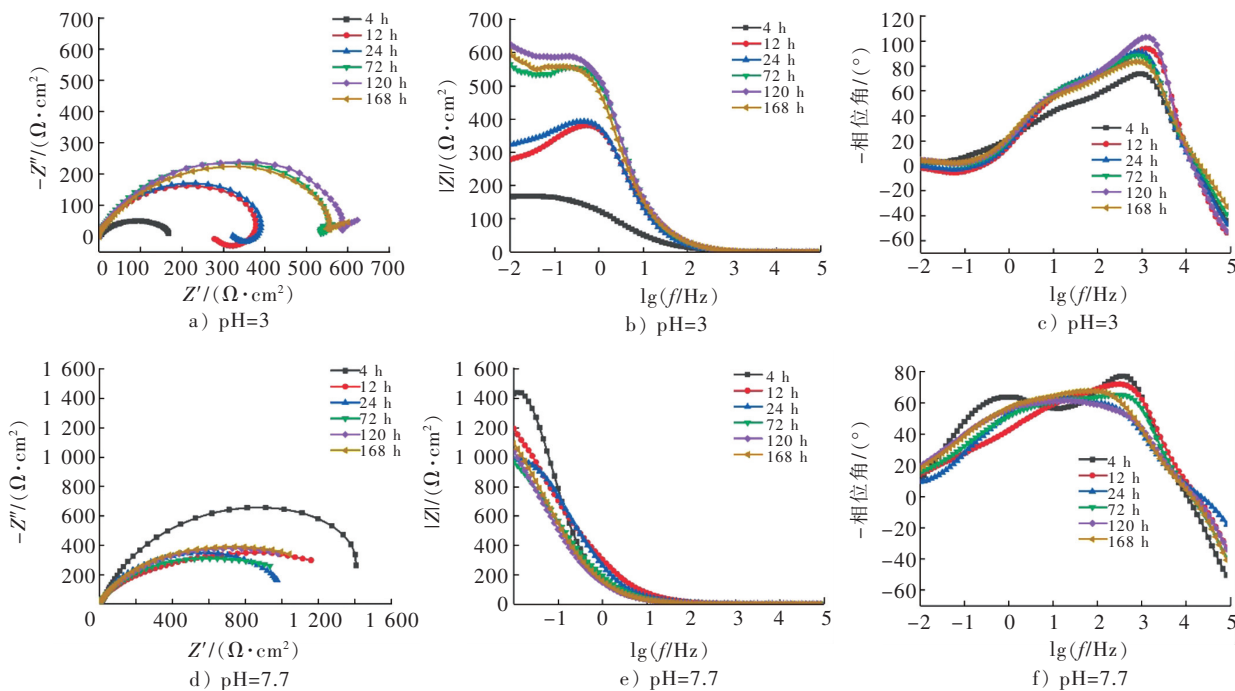 700
600
500
400
300
200
100
0
−Z″/(Ω·cm²)
4 h
12 h
24 h
72 h
120 h
168 h
0 100 200 300 400 500 600 700
Z′/(Ω·cm²)
a) pH=3
700
600
500
400
300
200
100
0
|Z|/(Ω·cm²)
4 h
12 h
24 h
72 h
120 h
168 h
−2 −1 0 1 2 3 4 5
lg(f/Hz)
b) pH=3
120
100
80
60
40
20
0
−20
−40
−60
−相位角/(°)
4 h
12 h
24 h
72 h
120 h
168 h
−2 −1 0 1 2 3 4 5
lg(f/Hz)
c) pH=3
1 600
1 400
1 200
1 000
800
600
400
200
−Z″/(Ω·cm²)
4 h
12 h
24 h
72 h
120 h
168 h
0 400 800 1 200 1 600
Z′/(Ω·cm²)
d) pH=7.7
1 600
1 400
1 200
1 000
800
600
400
200
0
|Z|/(Ω·cm²)
4 h
12 h
24 h
72 h
120 h
168 h
−1 0 1 2 3 4 5
lg(f/Hz)
e) pH=7.7
80
60
40
20
0
−20
−40
−60
−相位角/(°)
4 h
12 h
24 h
72 h
120 h
168 h
−2 −1 0 1 2 3 4 5
lg(f/Hz)
f) pH=7.7